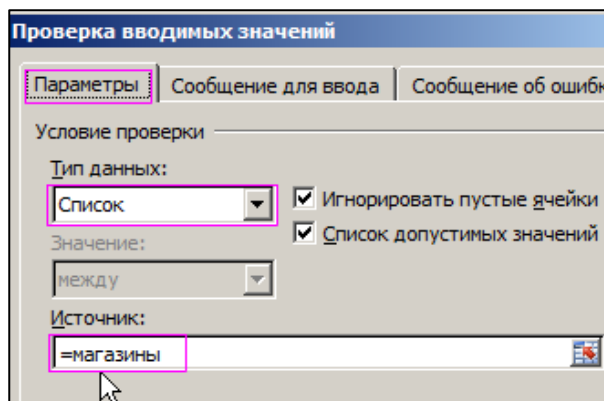 Проверка вводимых значений
Параметры Сообщение для ввода Сообщение об ошибк
Условие проверки
Тип данных:
Список Игнорировать пустые ячейки
Значение: Список допустимых значений
между
Источник:
=магазины